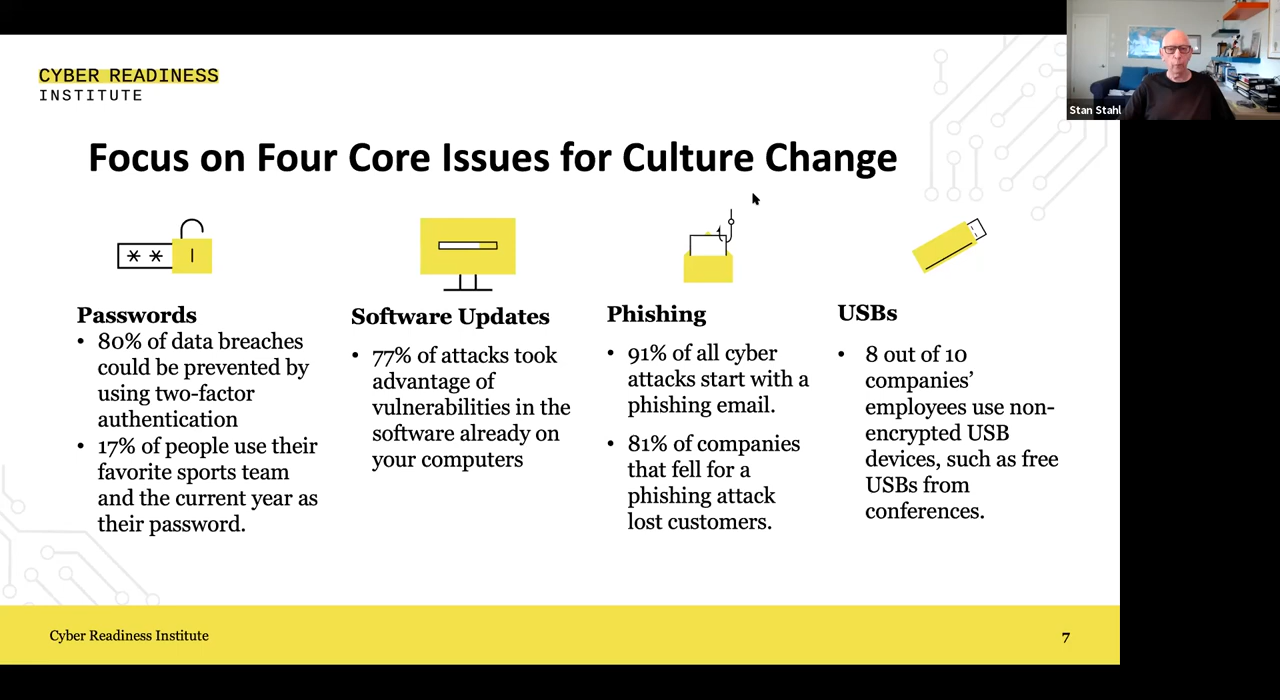 CYBER READINESS
INSTITUTE
Stan Stahl
Focus on Four Core Issues for Culture Change
* *
Passwords
• 80% of data breaches
could be prevented by
using two-factor
authentication
• 17% of people use their
favorite sports team
and the current year as
their password.
Software Updates
• 77% of attacks took
advantage of
vulnerabilities in the
software already on
your computers
Phishing
• 91% of all cyber
attacks start with a
phishing email.
• 81% of companies
that fell for a
phishing attack
lost customers.
USBs
• 8 out of 10
companies’
employees use non-
encrypted USB
devices, such as free
USBs from
conferences.
Cyber Readiness Institute
7